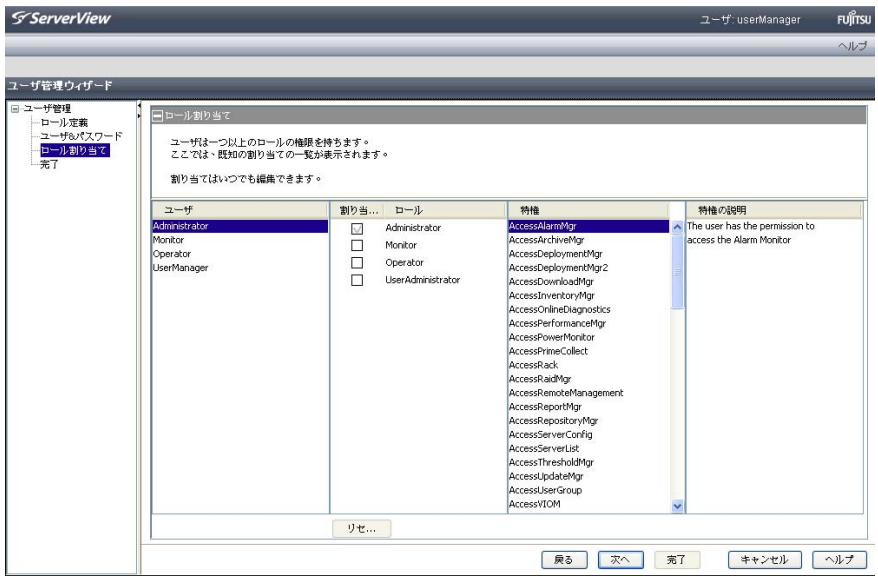 ServerView
ユーザ: userManager
FUJITSU
ヘルプ
ユーザ管理ウィザード
ユーザ管理
ロール定義
ユーザ&パスワード
ロール割り当て
完了
ロール割り当て
ユーザは一つ以上のロールの権限を持ちます。
ここでは、既知の割り当ての一覧が表示されます。
割り当てはいつでも編集できます。
ユーザ
Administrator
Monitor
Operator
UserManager
割り当... ロール
Administrator
Monitor
Operator
UserAdministrator
特権
AccessAlarmMgr
AccessArchiveMgr
AccessDeploymentMgr
AccessDeploymentMgr2
AccessDownloadMgr
AccessInventoryMgr
AccessOnlineDiagnostics
AccessPerformanceMgr
AccessPowerMonitor
AccessPrimeCollect
AccessRack
AccessRaidMgr
AccessRemoteManagement
AccessReportMgr
AccessRepositoryMgr
AccessServerConfig
AccessServerList
AccessThresholdMgr
AccessUpdateMgr
AccessUserGroup
AccessVIOM
特権の説明
The user has the permission to
access the Alarm Monitor
リセ...
戻る 次へ 完了 キャンセル ヘルプ